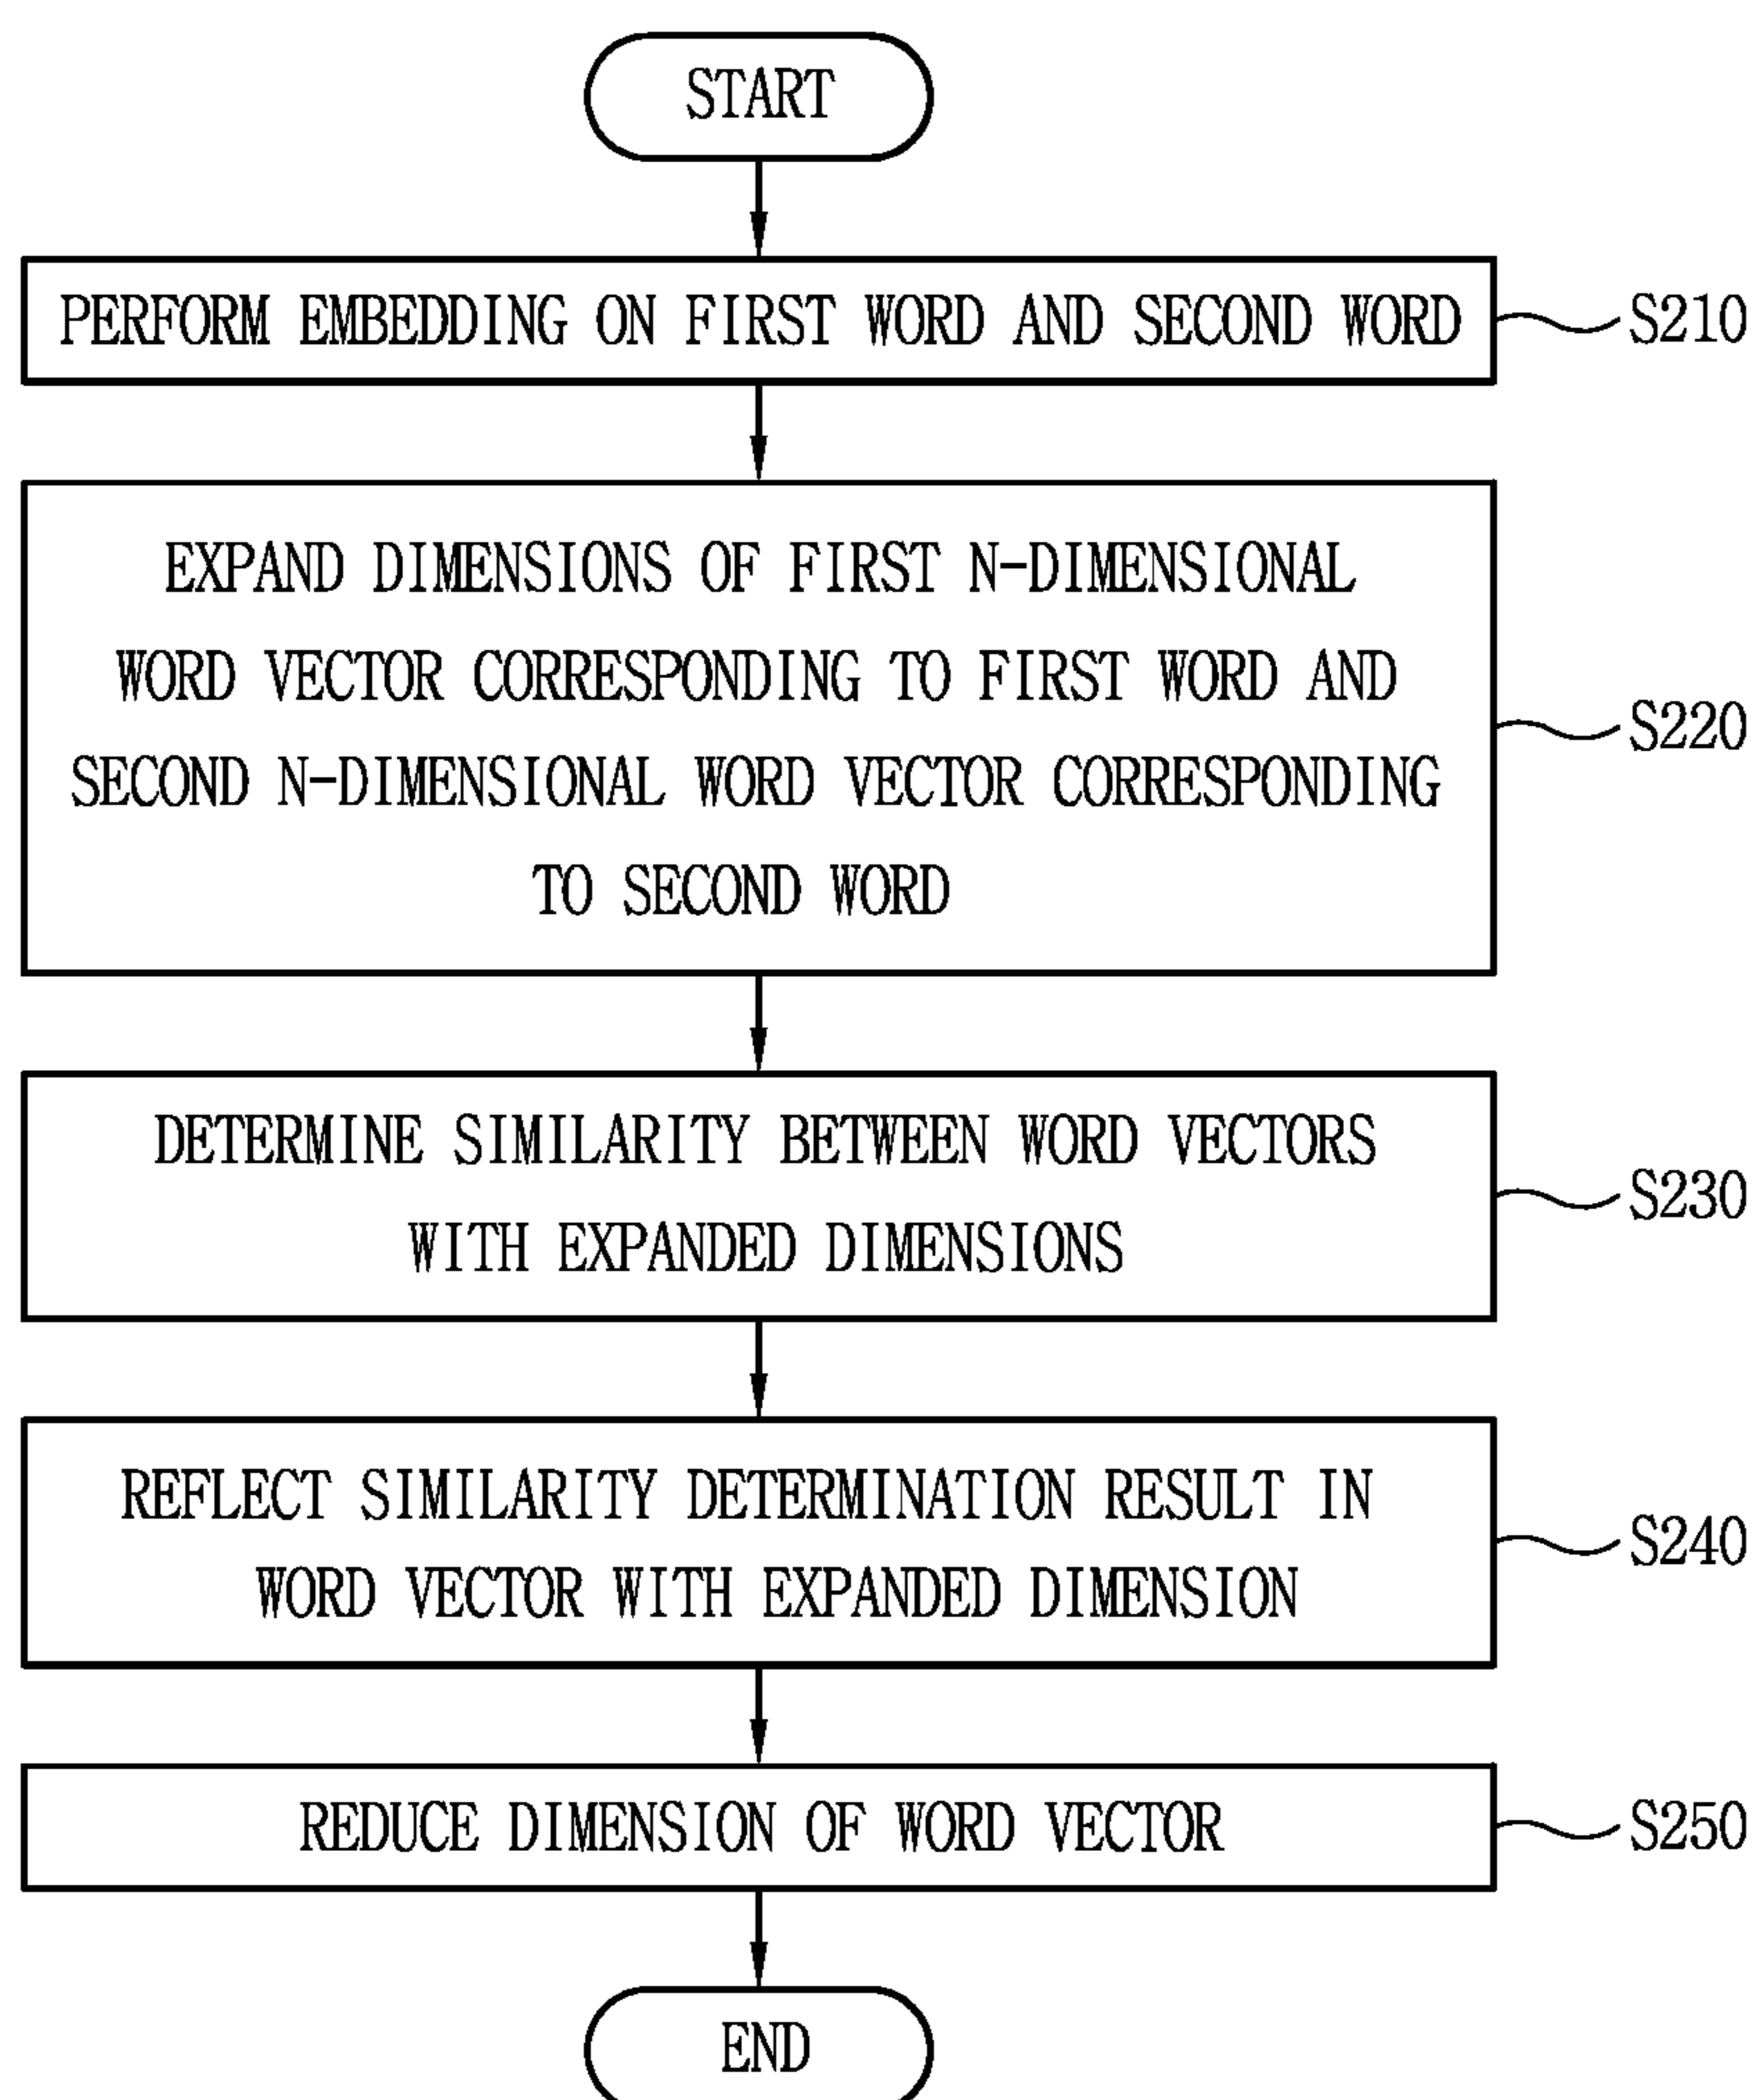 START
PERFORM EMBEDDING ON FIRST WORD AND SECOND WORD
S210
EXPAND DIMENSIONS OF FIRST N-DIMENSIONAL
WORD VECTOR CORRESPONDING TO FIRST WORD AND
SECOND N-DIMENSIONAL WORD VECTOR CORRESPONDING
TO SECOND WORD
S220
DETERMINE SIMILARITY BETWEEN WORD VECTORS
WITH EXPANDED DIMENSIONS
S230
REFLECT SIMILARITY DETERMINATION RESULT IN
WORD VECTOR WITH EXPANDED DIMENSION
S240
REDUCE DIMENSION OF WORD VECTOR
S250
END